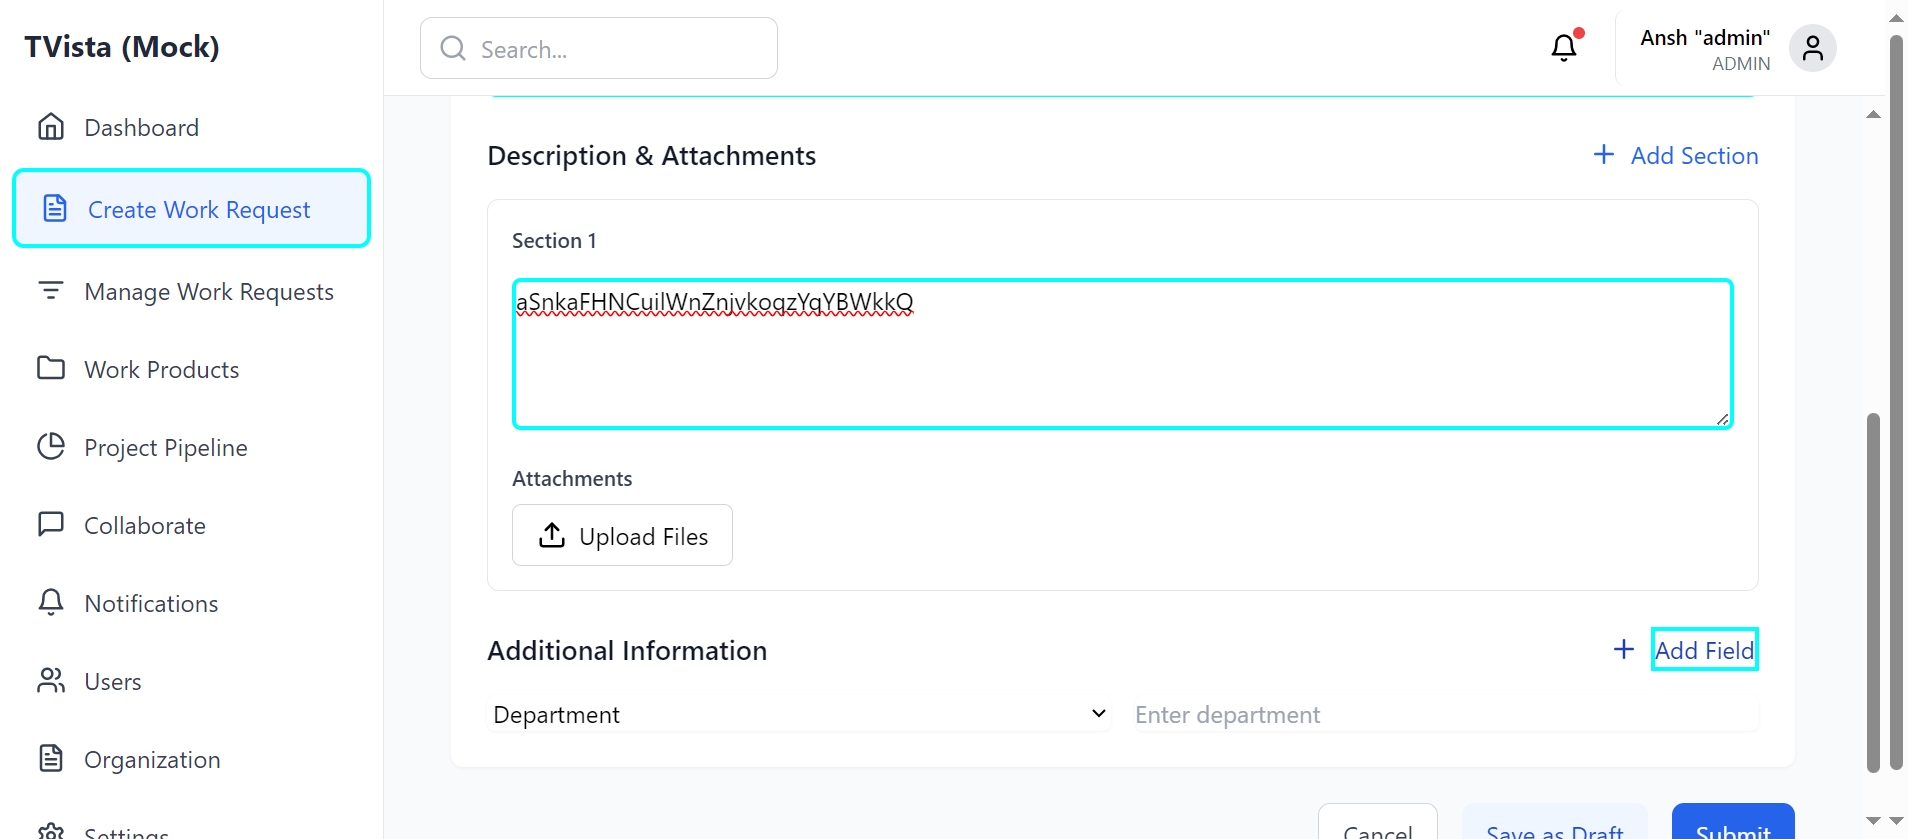 TVista (Mock)
Search...
Ansh "admin"
ADMIN
Dashboard
Create Work Request
Manage Work Requests
Work Products
Project Pipeline
Collaborate
Notifications
Users
Organization
Settings
Description & Attachments
Add Section
Section 1
aSnkaFHNCuilWnZnjvkoqzYqYBWkkQ
Attachments
Upload Files
Additional Information
Add Field
Department
Enter department
Cancel
Save as Draft
Submit